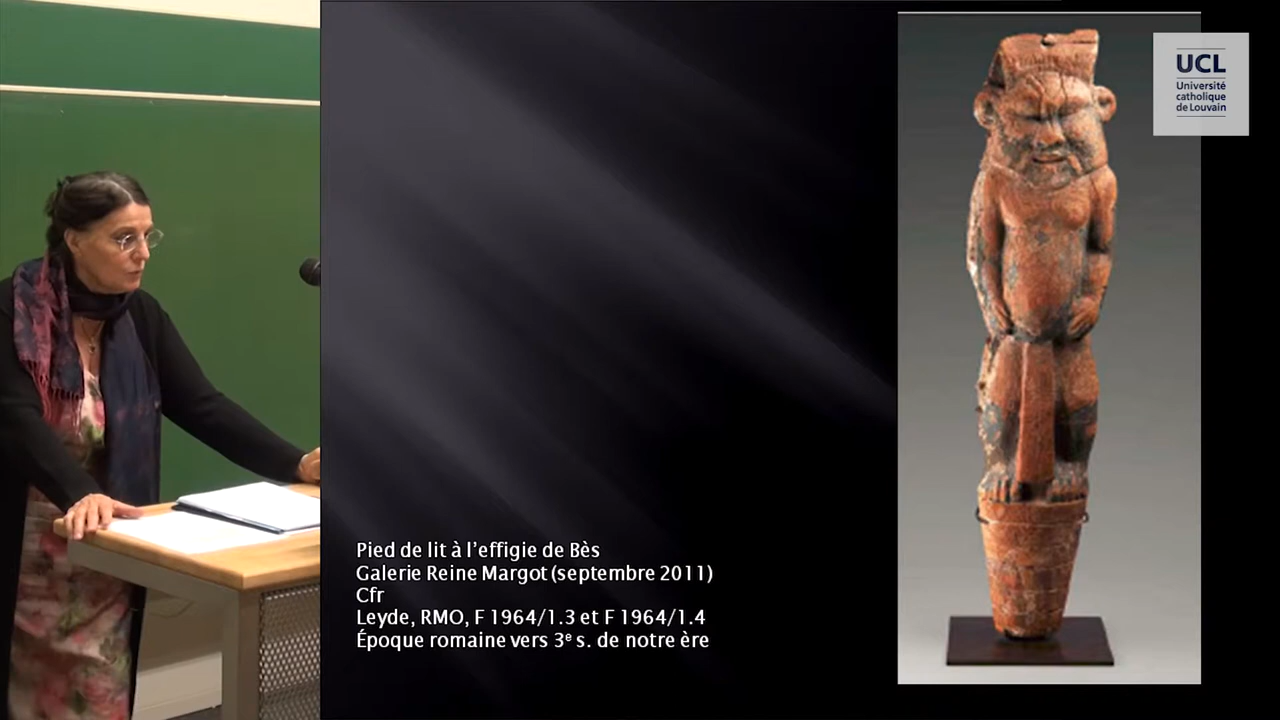 UCL
Université
catholique
de Louvain
Pied de lit à l'effigie de Bès
Galerie Reine Margot (septembre 2011)
Cfr
Leyde, RMO, F 1964/1.3 et F 1964/1.4
Époque romaine vers 3ᵉ s. de notre ère